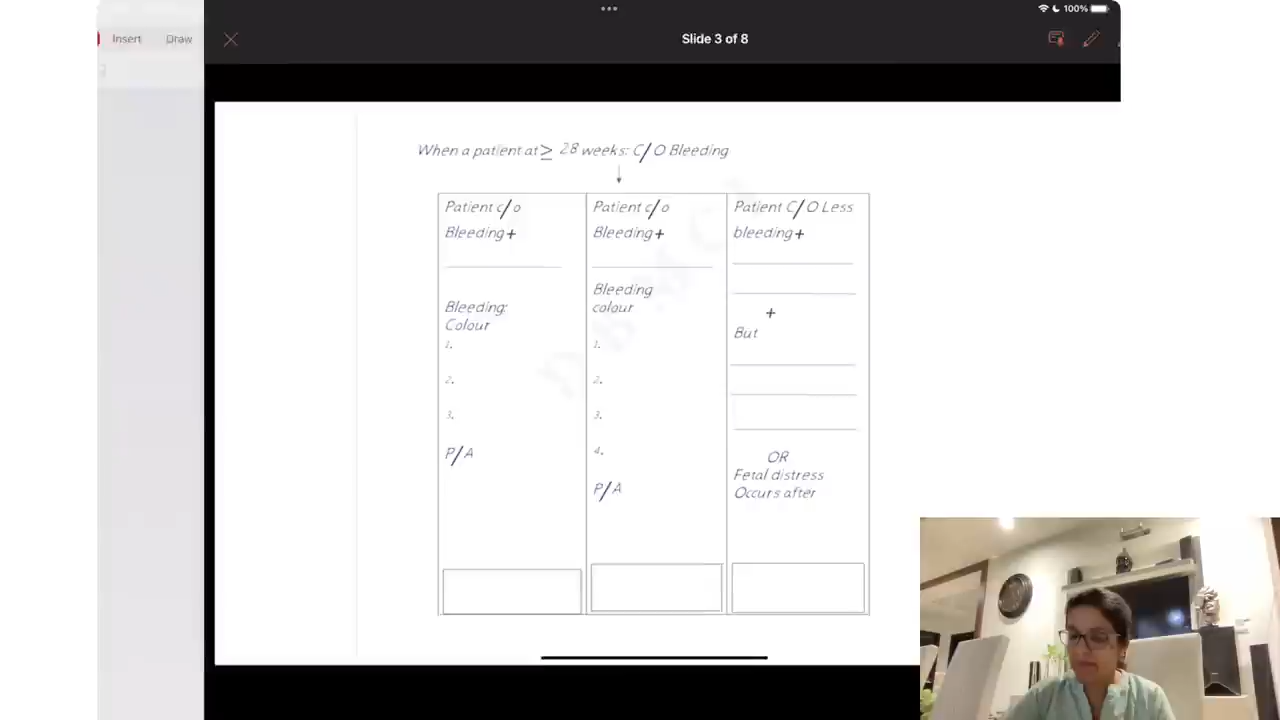 Insert Draw
Slide 3 of 8
100%
When a patient at ≥ 28 weeks: C/O Bleeding
Patient c/o
Bleeding+
Bleeding:
Colour
1.
2.
3.
P/A
Patient c/o
Bleeding+
Bleeding
colour
1.
2.
3.
4.
P/A
Patient C/O Less
bleeding+
+
But
OR
Fetal distress
Occurs after
DBMCI